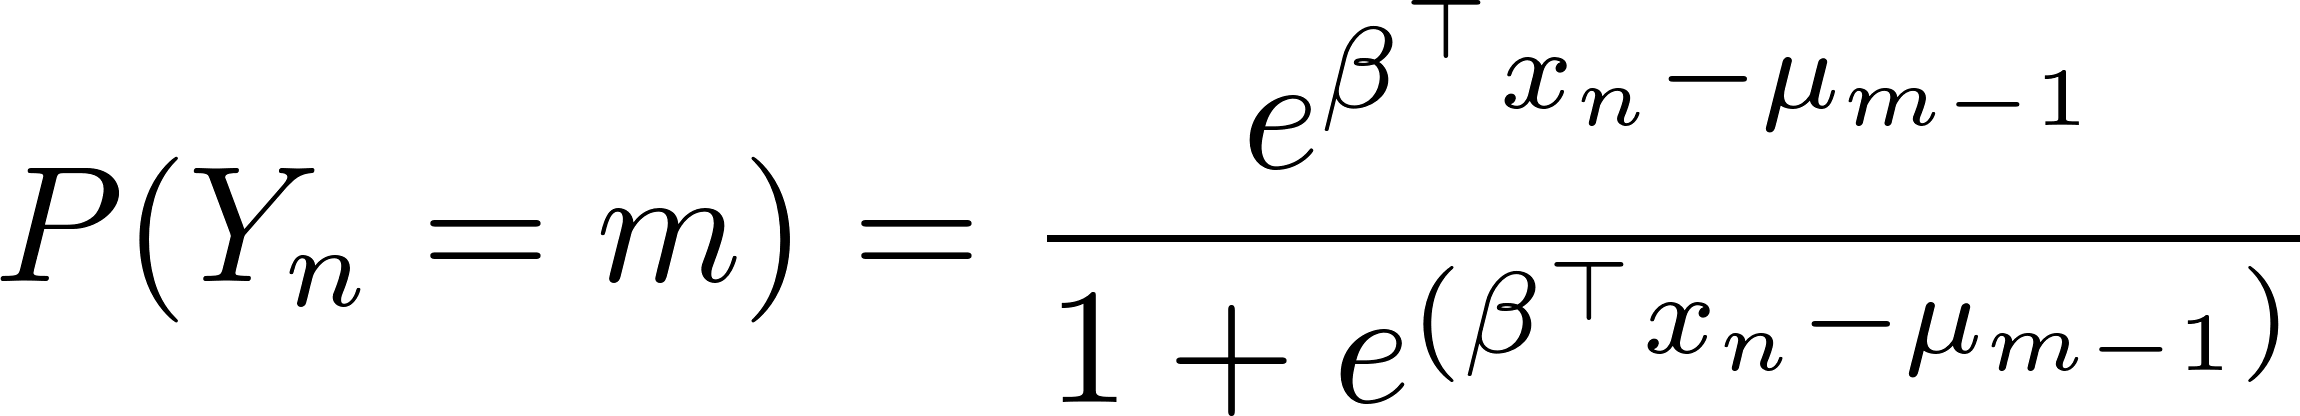 P(Y_n = m) = \frac{e^{\beta^\top x_n - \mu_{m-1}}}{1 + e^{(\beta^\top x_n - \mu_{m-1})}}